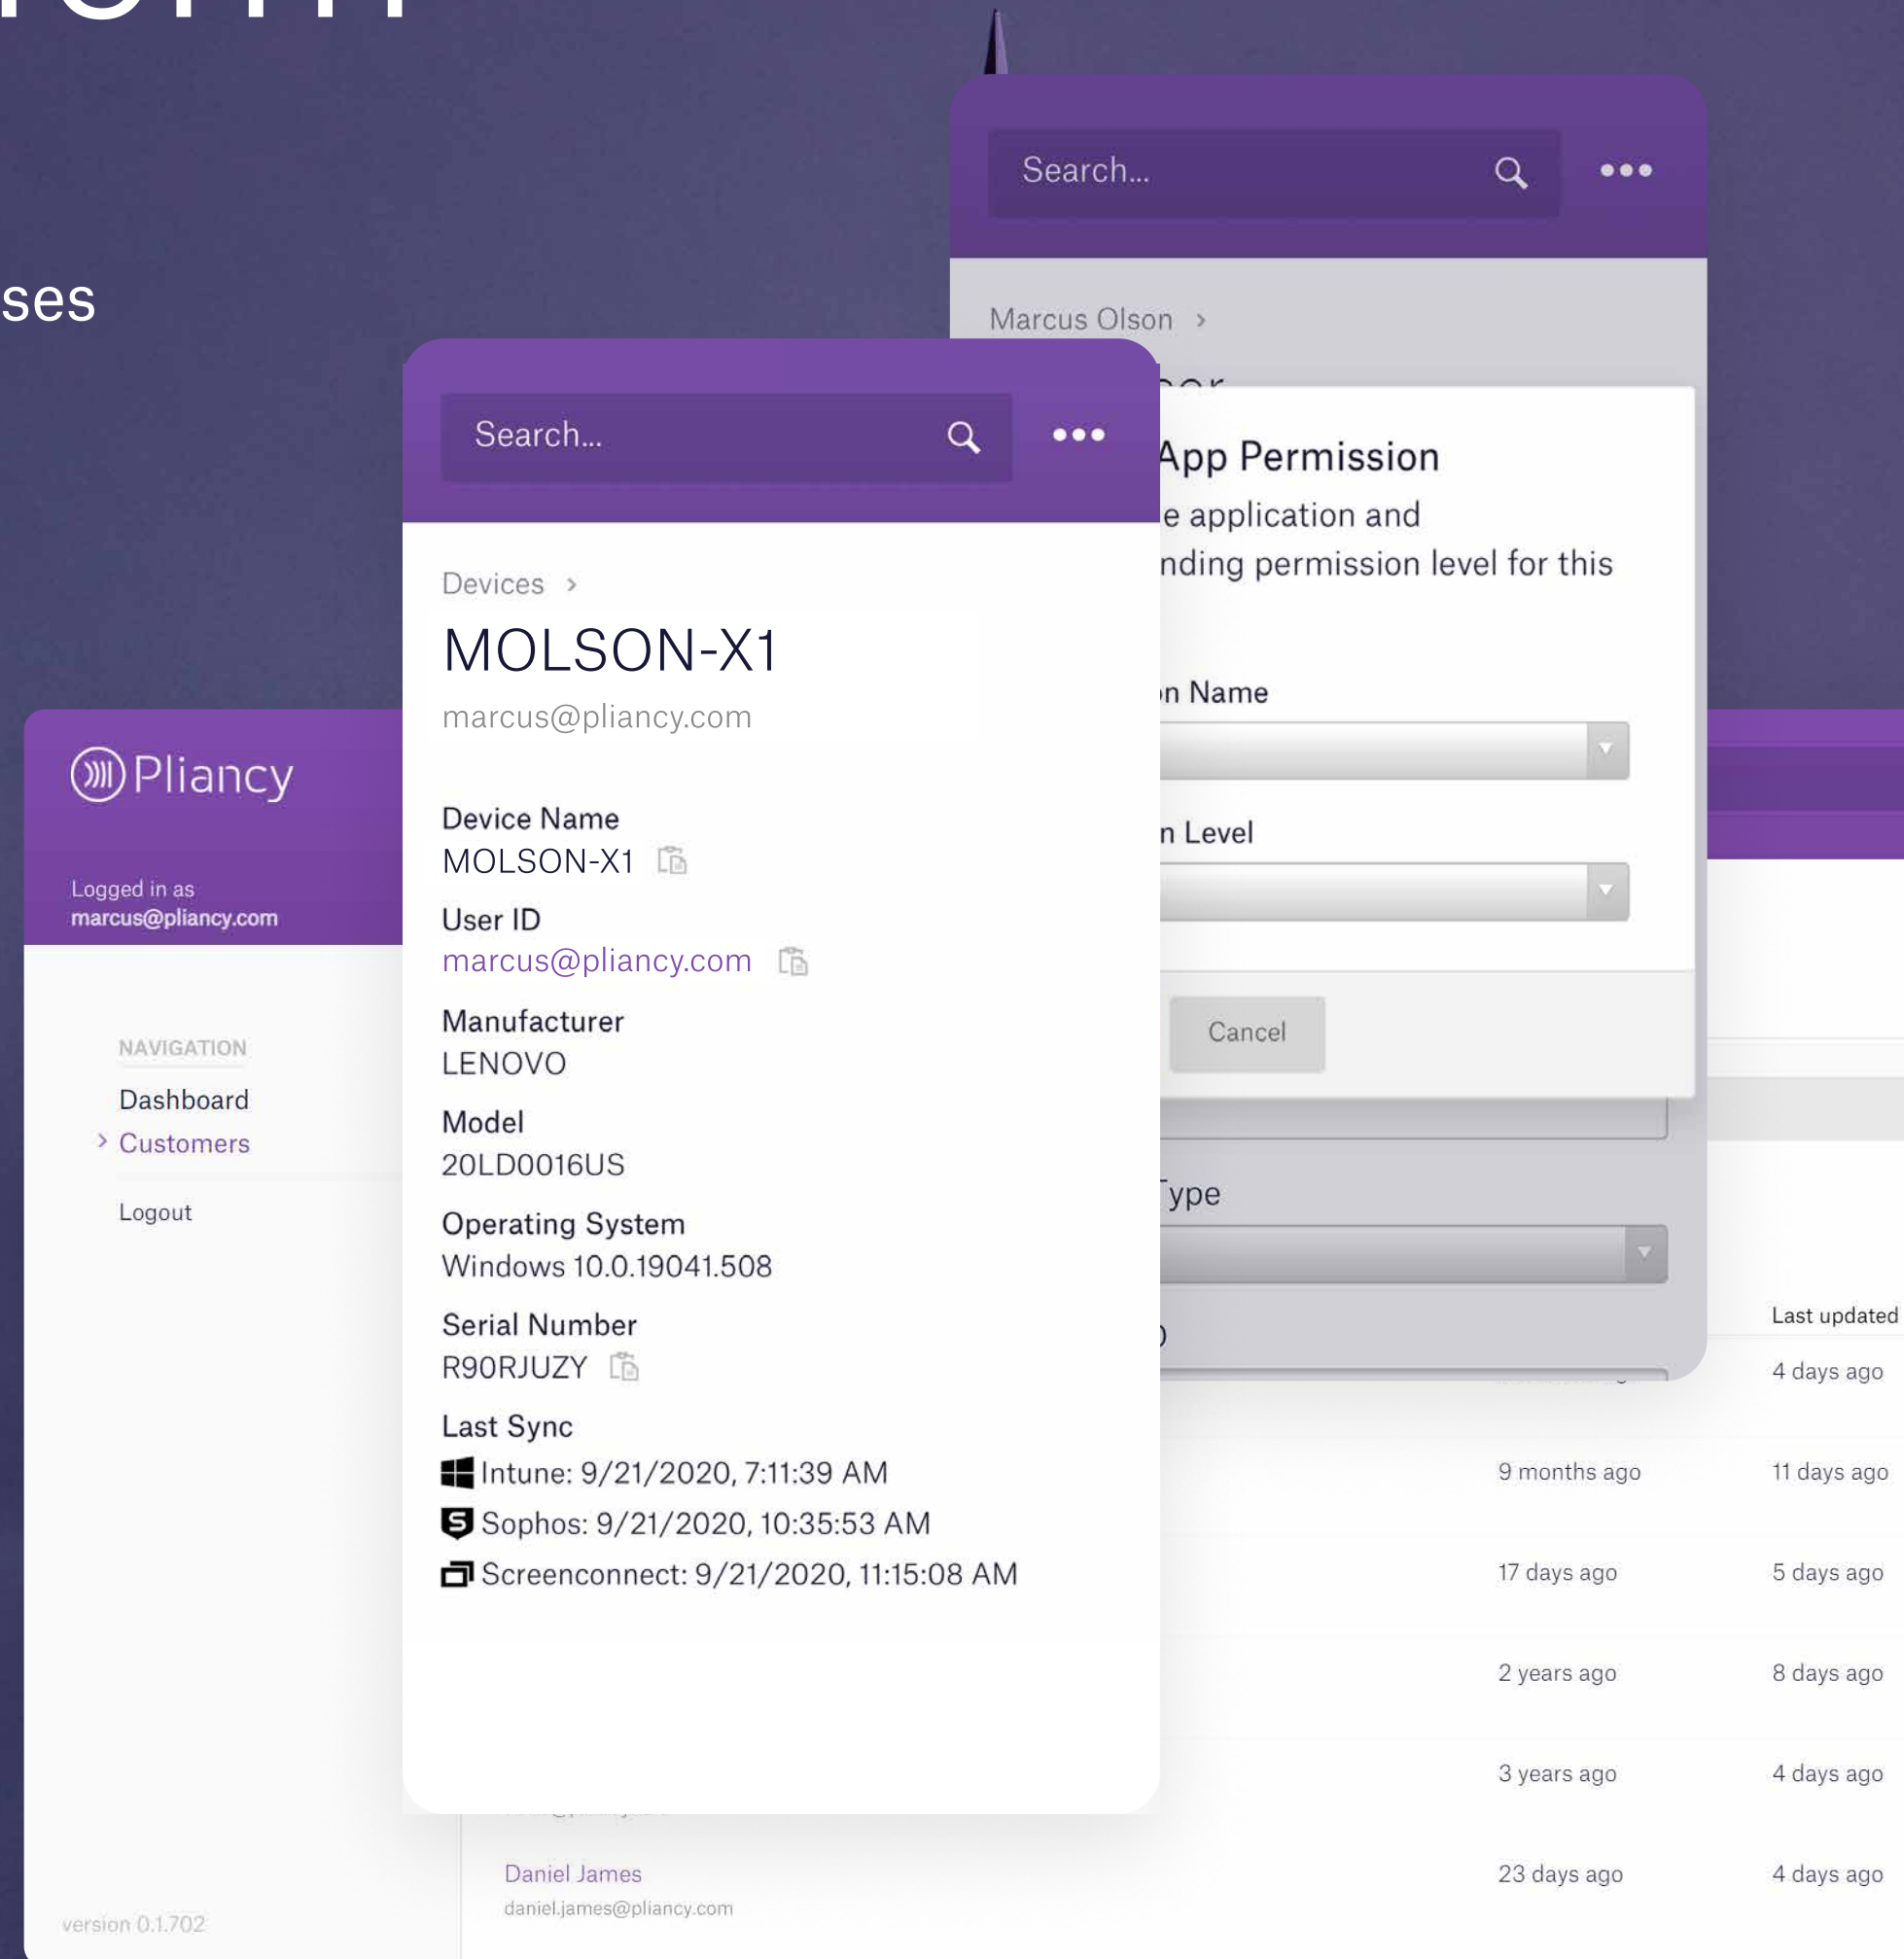 ses
Search...
Marcus Olson >
Search...
App Permission
e application and
nding permission level for this
Devices >
MOLSON-X1
marcus@pliancy.com
n Name
Pliancy
Device Name
MOLSON-X1
n Level
Logged in as
marcus@pliancy.com
User ID
marcus@pliancy.com
Manufacturer
LENOVO
Cancel
NAVIGATION
Dashboard
> Customers
Logout
Model
20LD0016US
ype
Operating System
Windows 10.0.19041.508
Serial Number
R90RJUZY
Last updated
4 days ago
Last Sync
Intune: 9/21/2020, 7:11:39 AM
Sophos: 9/21/2020, 10:35:53 AM
Screenconnect: 9/21/2020, 11:15:08 AM
9 months ago 11 days ago
17 days ago 5 days ago
2 years ago 8 days ago
3 years ago 4 days ago
Daniel James 23 days ago 4 days ago
daniel.james@pliancy.com
version 0.1.702